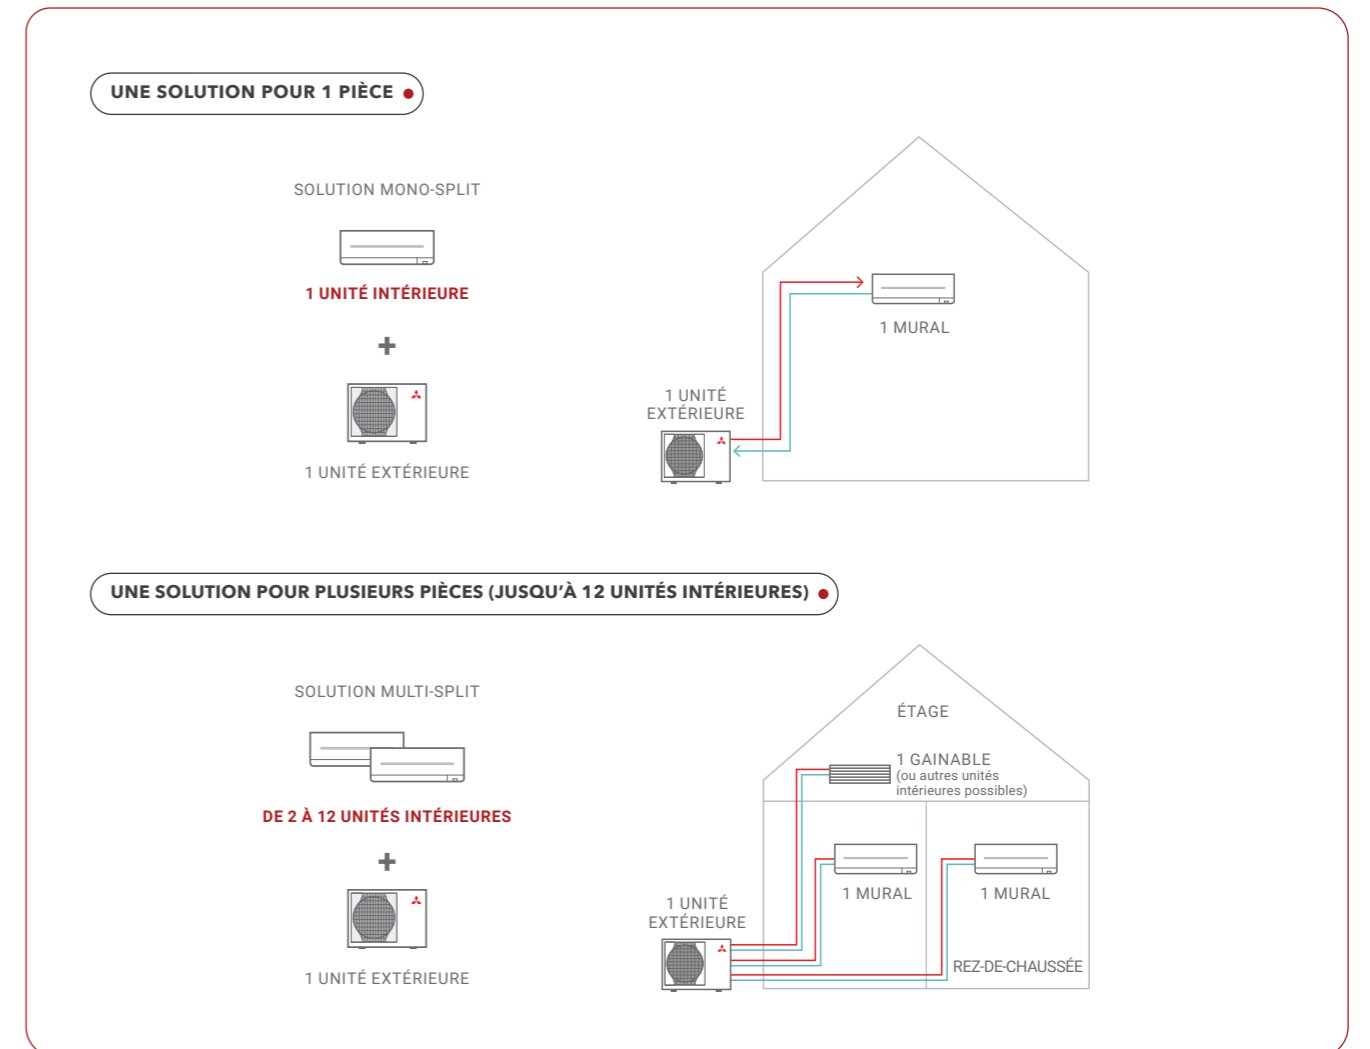 UNE SOLUTION POUR 1 PIÈCE
SOLUTION MONO-SPLIT
1 UNITÉ INTÉRIEURE
+
1 UNITÉ EXTÉRIEURE
1 MURAL
1 UNITÉ
EXTÉRIEURE
UNE SOLUTION POUR PLUSIEURS PIÈCES (JUSQU’À 12 UNITÉS INTÉRIEURES)
SOLUTION MULTI-SPLIT
DE 2 À 12 UNITÉS INTÉRIEURES
+
1 UNITÉ EXTÉRIEURE
ÉTAGE
1 GAINABLE
(ou autres unités
intérieures possibles)
1 MURAL
1 MURAL
1 UNITÉ
EXTÉRIEURE
REZ-DE-CHAUSSÉE